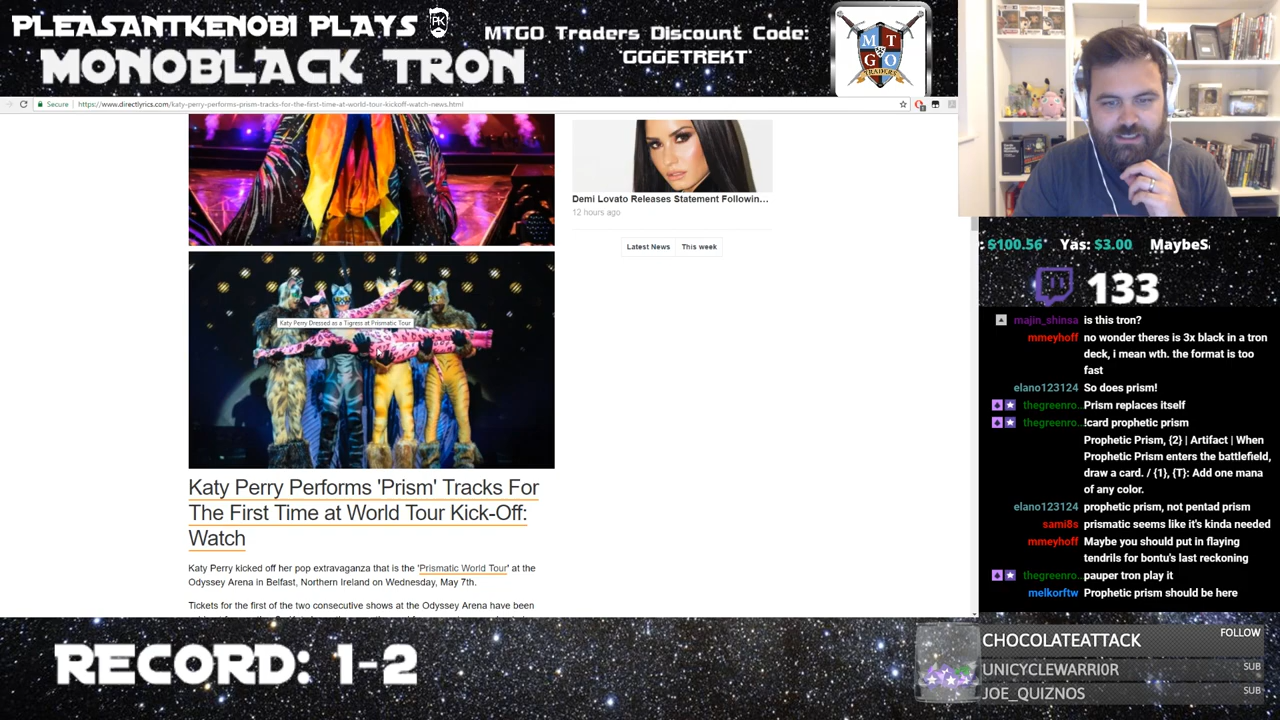 PLEASANTKENOBI PLAYS
MONOBLACK TRON
MTGO Traders Discount Code:
'GGGETREKT'
MT
GO
TRADERS
Secure
https://www.directlyrics.com/katy-perry-performs-prism-tracks-for-the-first-time-at-world-tour-kickoff-watch-news.html
Demi Lovato Releases Statement Followin...
12 hours ago
Latest News
This week
Katy Perry Dressed as a Tigress at Prismatic Tour
Katy Perry Performs 'Prism' Tracks For
The First Time at World Tour Kick-Off:
Watch
Katy Perry kicked off her pop extravaganza that is the 'Prismatic World Tour' at the
Odyssey Arena in Belfast, Northern Ireland on Wednesday, May 7th.
Tickets for the first of the two consecutive shows at the Odyssey Arena have been
: $100.56 Yas: $3.00 MaybeS
133
majin_shinsa is this tron?
mmeyhoff no wonder theres is 3x black in a tron
deck, i mean wth. the format is too
fast
elano123124 So does prism!
thegreenro... Prism replaces itself
thegreenro... !card prophetic prism
Prophetic Prism, {2} | Artifact | When
Prophetic Prism enters the battlefield,
draw a card. / {1}, {T}: Add one mana
of any color.
elano123124 prophetic prism, not pentad prism
sami8s prismatic seems like it's kinda needed
mmeyhoff Maybe you should put in flaying
tendrils for bontu's last reckoning
thegreenro... pauper tron play it
melkorftw Prophetic prism should be here
RECORD: 1-2
CHOCOLATEATTACK FOLLOW
UNICYCLEWARRI0R SUB
JOE_QUIZNOS SUB